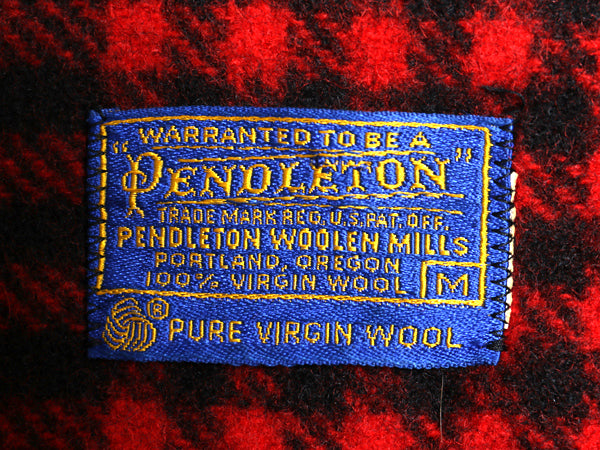 WARRANTED TO BE A
"PENDLETON"
TRADE MARK REG. U.S. PAT. OFF.
PENDLETON WOOLEN MILLS
PORTLAND, OREGON
100% VIRGIN WOOL M
® PURE VIRGIN WOOL